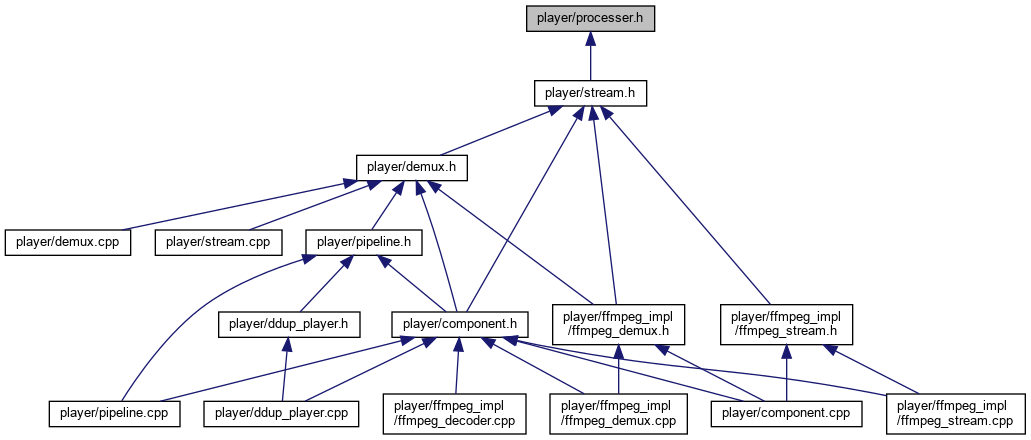 player/processer.h
player/stream.h
player/demux.h
player/demux.cpp
player/stream.cpp
player/pipeline.h
player/ddup_player.h
player/component.h
player/ffmpeg_impl
/ffmpeg_demux.h
player/ffmpeg_impl
/ffmpeg_stream.h
player/pipeline.cpp
player/ddup_player.cpp
player/ffmpeg_impl
/ffmpeg_decoder.cpp
player/ffmpeg_impl
/ffmpeg_demux.cpp
player/component.cpp
player/ffmpeg_impl
/ffmpeg_stream.cpp